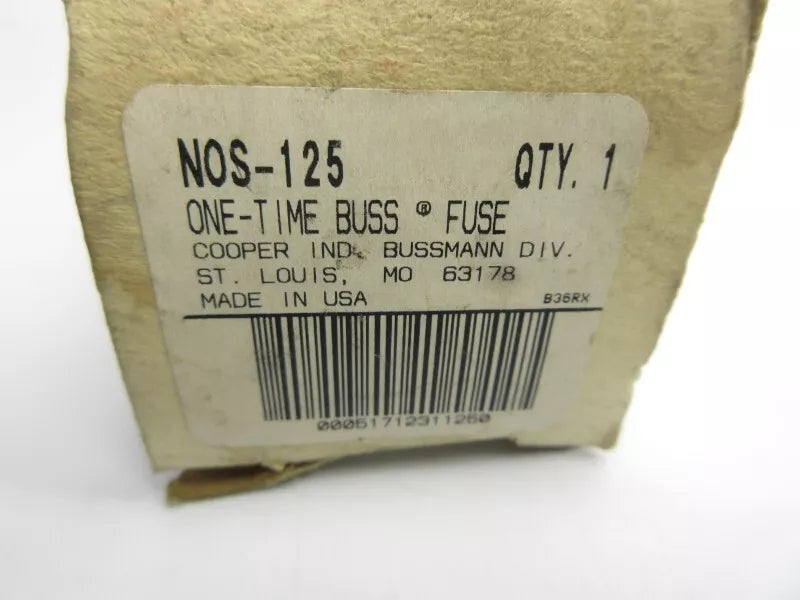 NOS-125 QTY. 1
ONE-TIME BUSS ® FUSE
COOPER IND. BUSSMANN DIV.
ST. LOUIS, MO 63178
MADE IN USA B36RX
00051712311250